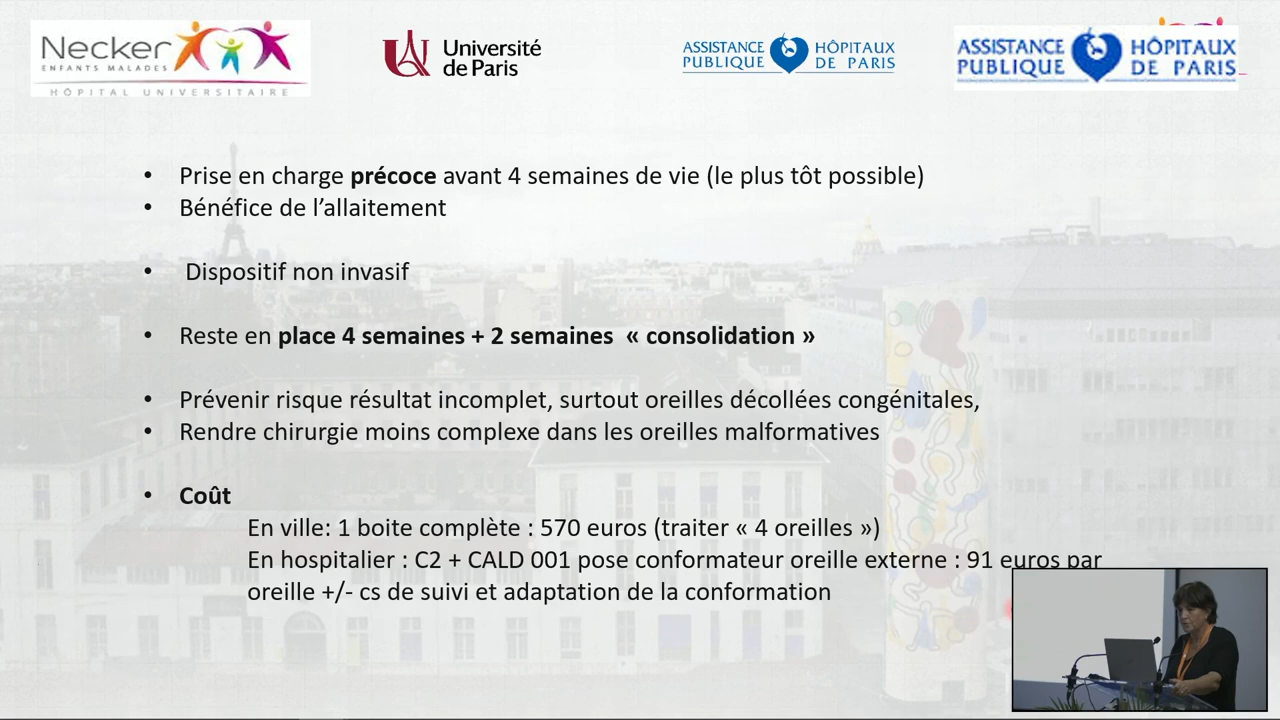 Necker
ENFANTS MALADES
HÔPITAL UNIVERSITAIRE
Université
de Paris
ASSISTANCE HÔPITAUX
PUBLIQUE DE PARIS
ASSISTANCE HÔPITAUX
PUBLIQUE DE PARIS
• Prise en charge précoce avant 4 semaines de vie (le plus tôt possible)
• Bénéfice de l’allaitement
• Dispositif non invasif
• Reste en place 4 semaines + 2 semaines « consolidation »
• Prévenir risque résultat incomplet, surtout oreilles décollées congénitales,
• Rendre chirurgie moins complexe dans les oreilles malformatives
• Coût
En ville: 1 boite complète : 570 euros (traiter « 4 oreilles »)
En hospitalier : C2 + CALD 001 pose conformateur oreille externe : 91 euros par
oreille +/- cs de suivi et adaptation de la conformation